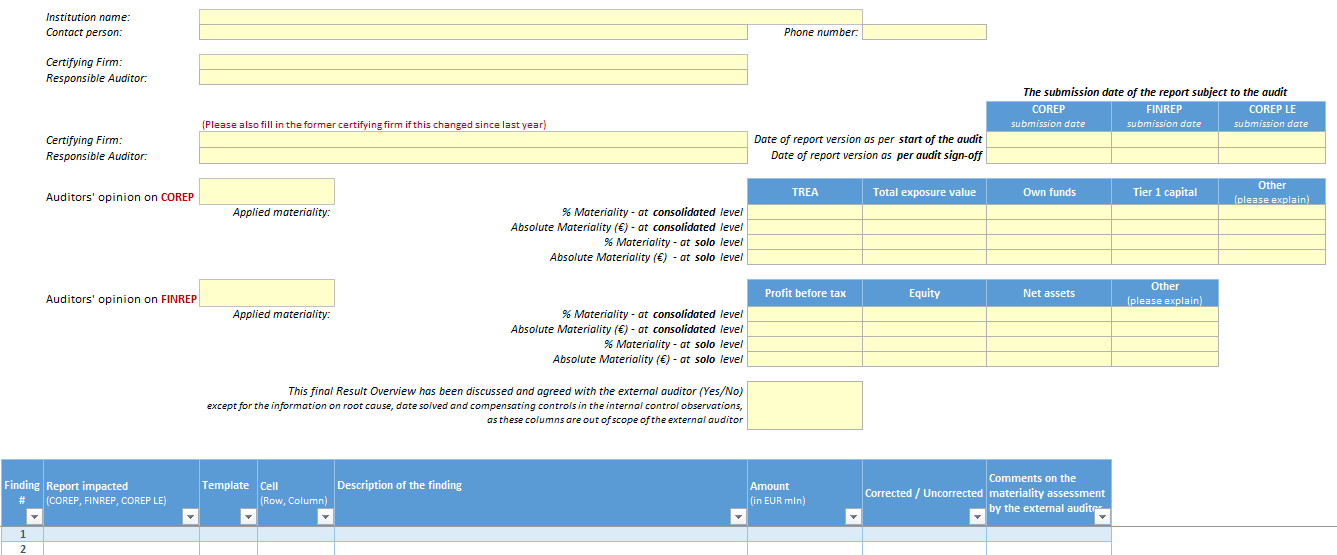 Institution name:
Contact person:
Phone number:
Certifying Firm:
Responsible Auditor:
The submission date of the report subject to the audit
COREP FINREP COREP LE
submission date submission date submission date
(Please also fill in the former certifying firm if this changed since last year)
Certifying Firm:
Date of report version as per start of the audit
Responsible Auditor:
Date of report version as per audit sign-off
Auditors' opinion on COREP
TREA Total exposure value Own funds Tier 1 capital Other
(please explain)
Applied materiality:
% Materiality - at consolidated level
Absolute Materiality (€) - at consolidated level
% Materiality - at solo level
Absolute Materiality (€) - at solo level
Auditors' opinion on FINREP
Profit before tax Equity Net assets Other
(please explain)
Applied materiality:
% Materiality - at consolidated level
Absolute Materiality (€) - at consolidated level
% Materiality - at solo level
Absolute Materiality (€) - at solo level
This final Result Overview has been discussed and agreed with the external auditor (Yes/No)
except for the information on root cause, date solved and compensating controls in the internal control observations,
as these columns are out of scope of the external auditor
Finding
#
Report impacted
(COREP, FINREP, COREP LE)
Template
Cell
(Row, Column)
Description of the finding
Amount
(in EUR mln)
Corrected / Uncorrected
Comments on the
materiality assessment
by the external auditor
1
2